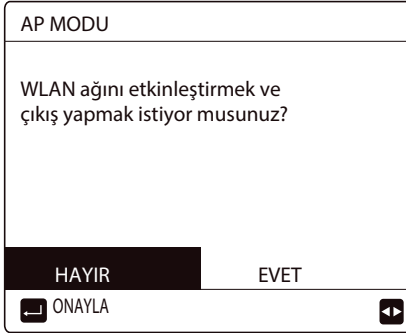 AP MODU
WLAN ağını etkinleştirmek ve
çıkış yapmak istiyor musunuz?
HAYIR EVET
ONAYLA